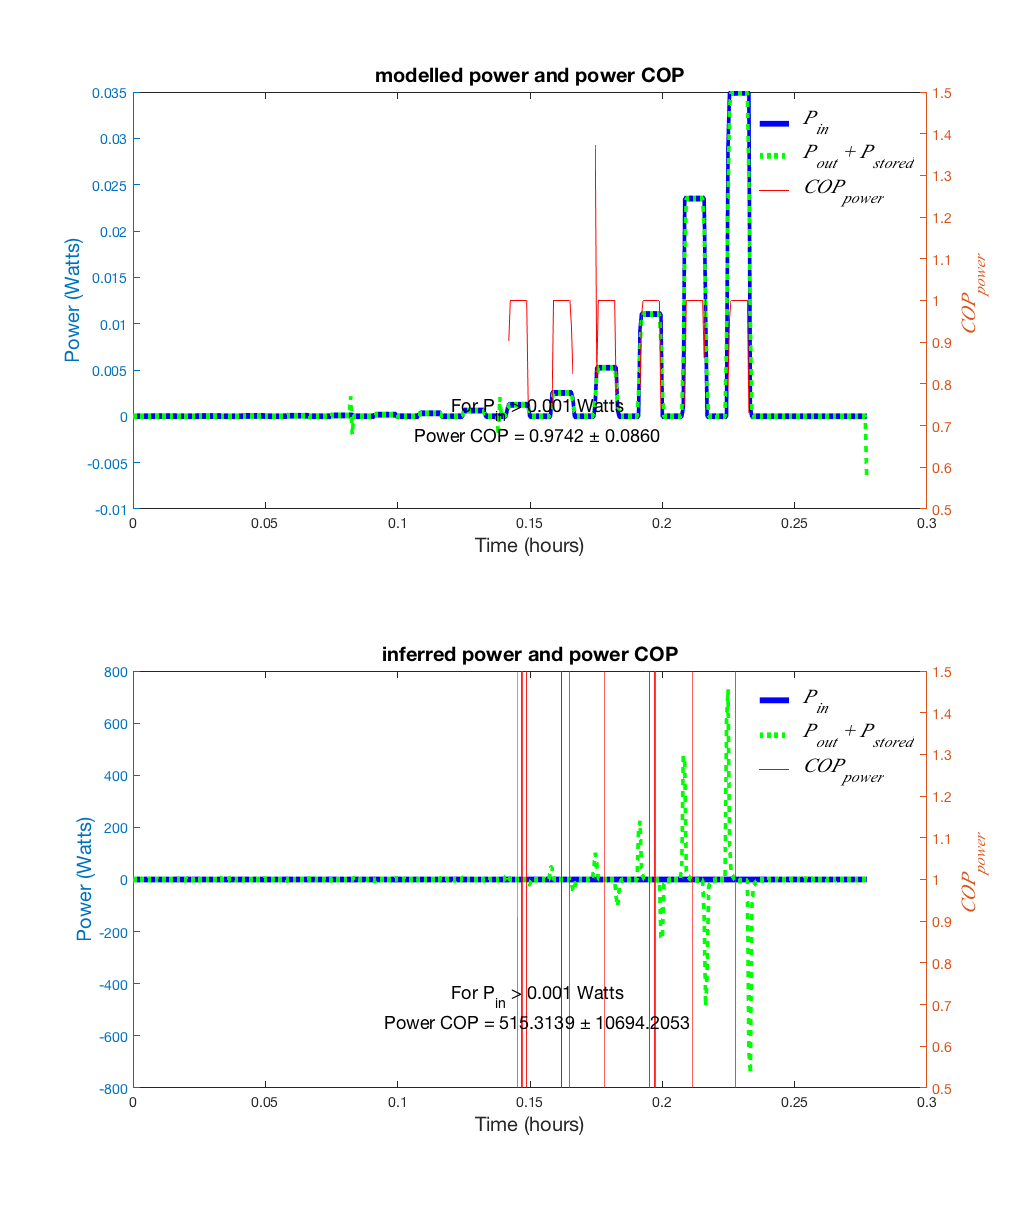 modelled power and power COP
0.035
0.03
0.025
0.02
0.015
0.01
0.005
0
-0.005
-0.01
Power (Watts)
1.5
1.4
1.3
1.2
1.1
1
0.9
0.8
0.7
0.6
0.5
COP_power
P_in
P_out + P_stored
COP_power
For P_in > 0.001 Watts
Power COP = 0.9742 ± 0.0860
0 0.05 0.1 0.15 0.2 0.25 0.3
Time (hours)
inferred power and power COP
800
600
400
200
0
-200
-400
-600
-800
Power (Watts)
1.5
1.4
1.3
1.2
1.1
1
0.9
0.8
0.7
0.6
0.5
COP_power
P_in
P_out + P_stored
COP_power
For P_in > 0.001 Watts
Power COP = 515.3139 ± 10694.2053
0 0.05 0.1 0.15 0.2 0.25 0.3
Time (hours)